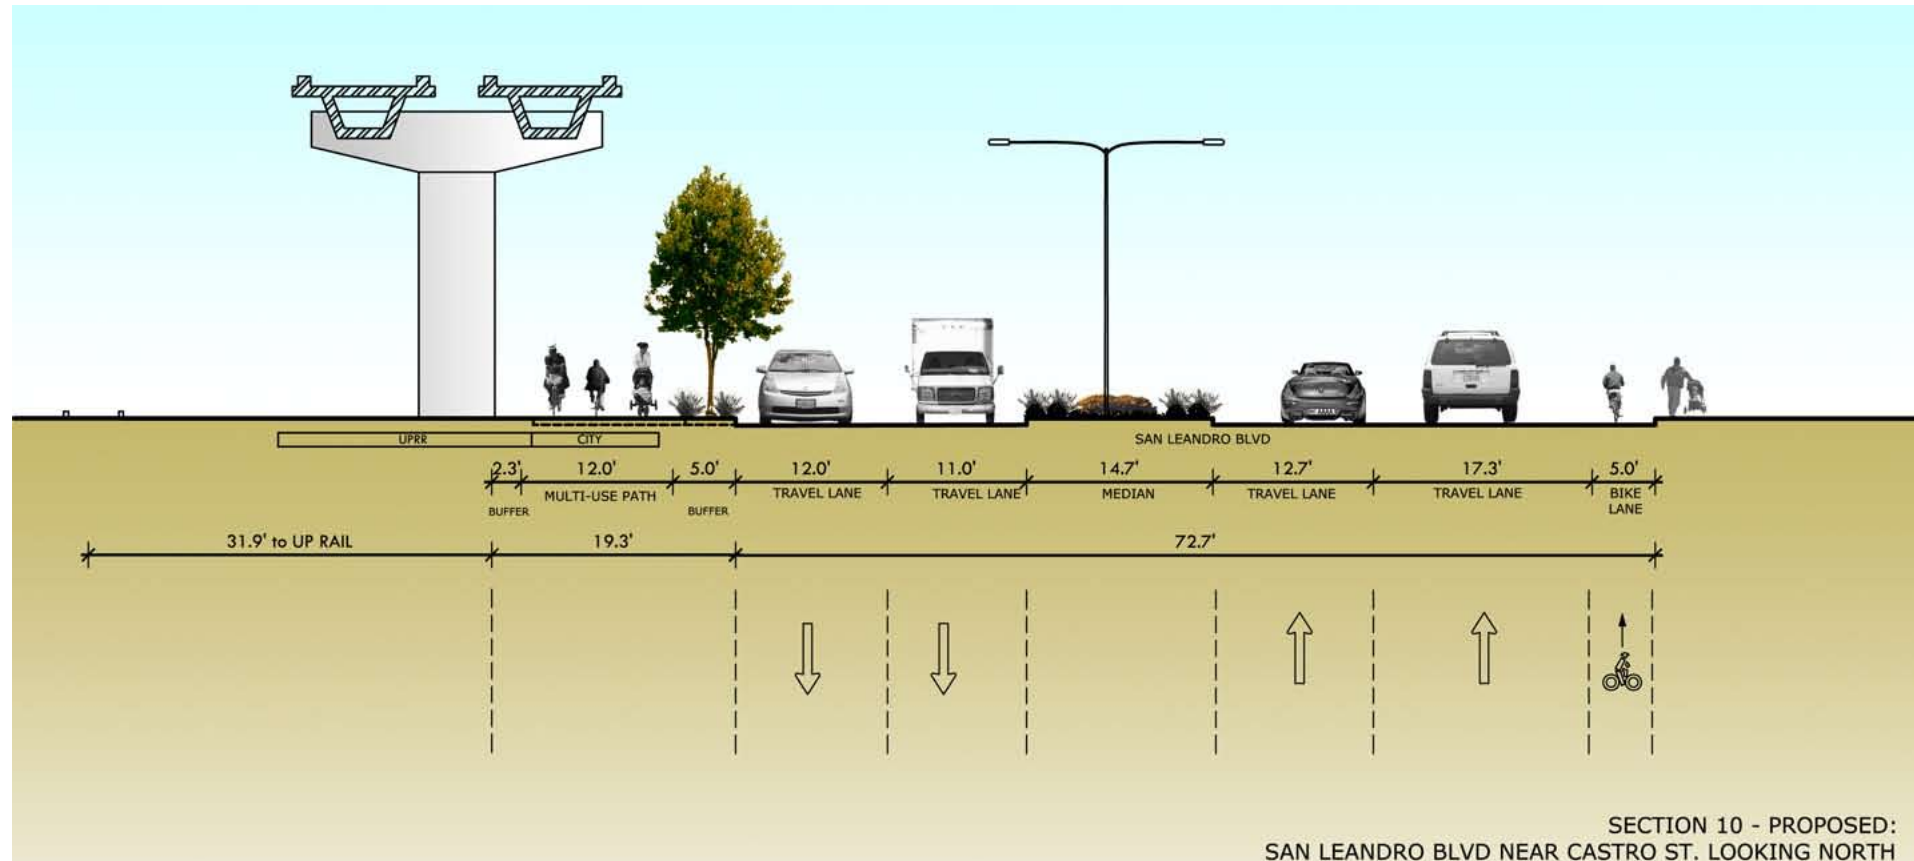 UPRR CITY SAN LEANDRO BLVD
2.3' 12.0' 5.0' 12.0' 11.0' 14.7' 12.7' 17.3' 5.0'
MULTI-USE PATH TRAVEL LANE TRAVEL LANE MEDIAN TRAVEL LANE TRAVEL LANE BIKE
LANE
BUFFER BUFFER
31.9' to UP RAIL 19.3' 72.7'
SECTION 10 - PROPOSED:
SAN LEANDRO BLVD NEAR CASTRO ST. LOOKING NORTH